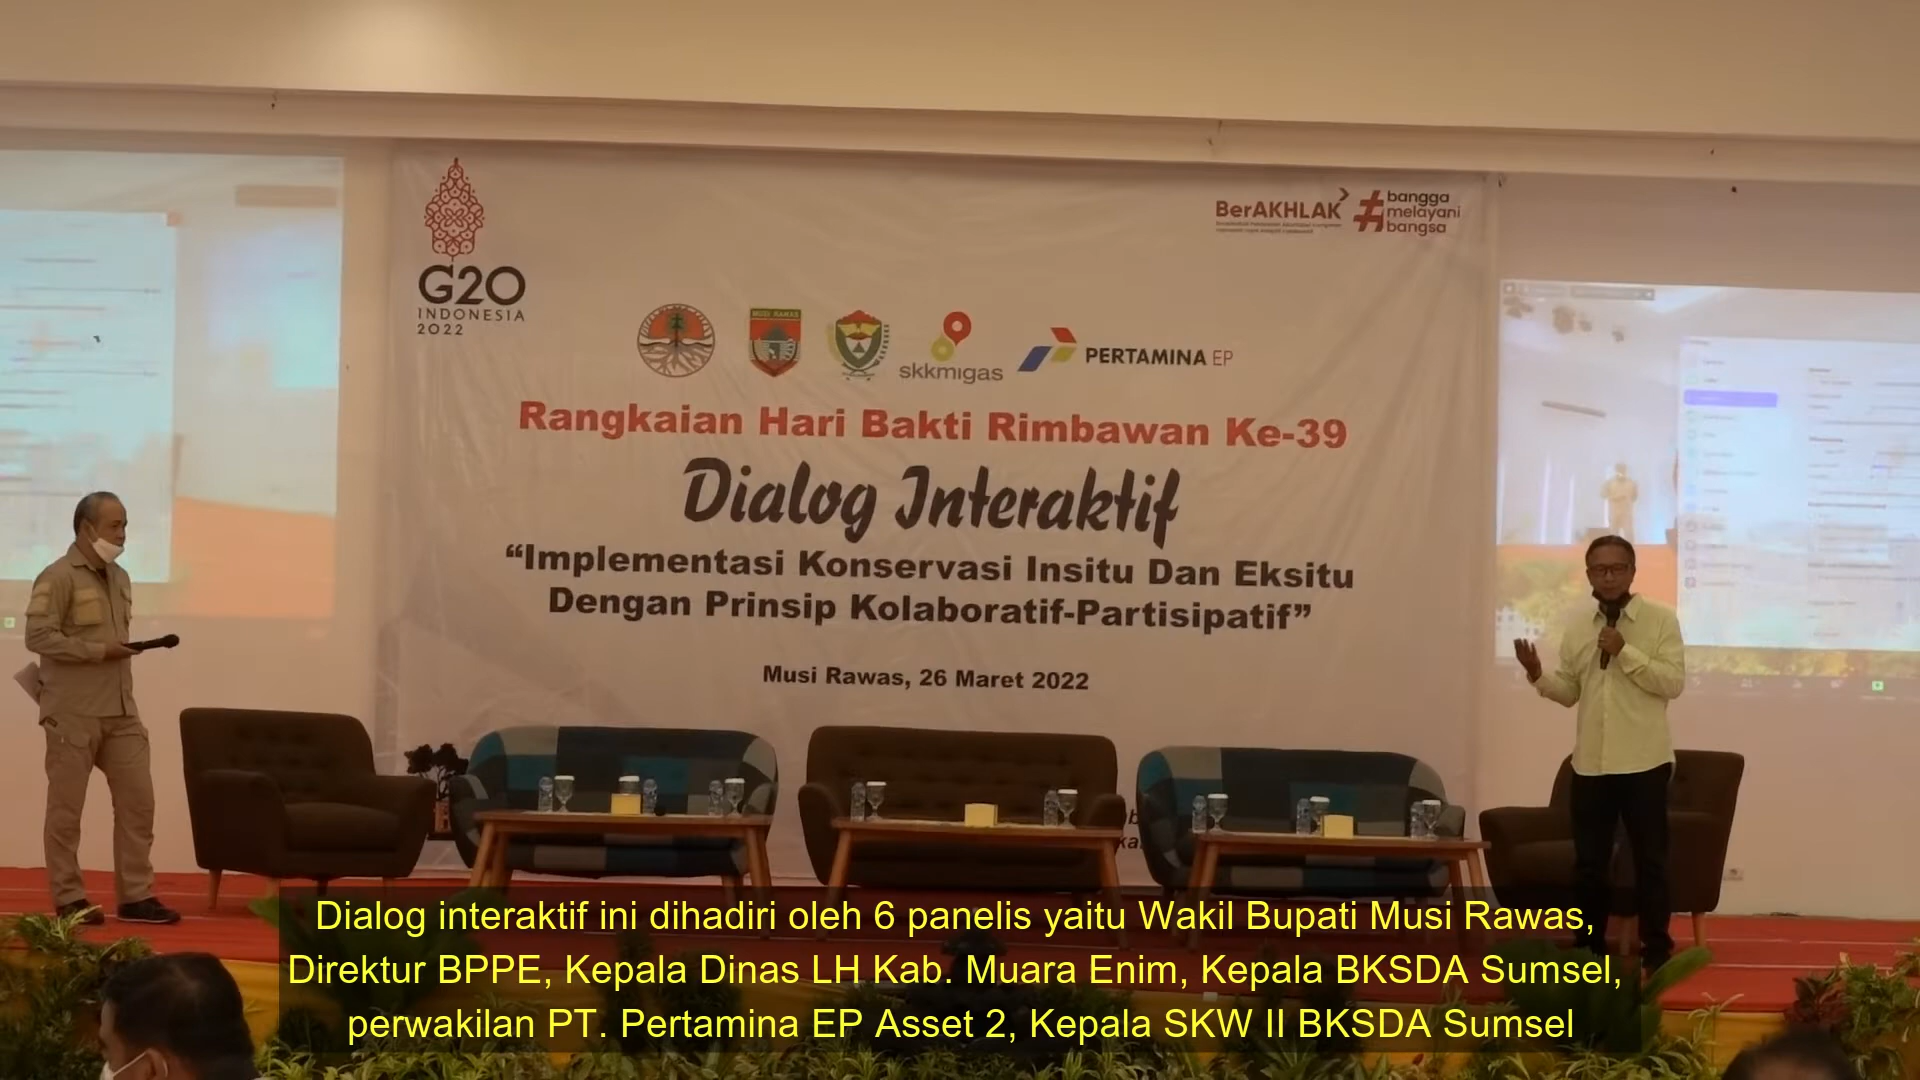 G20
INDONESIA
2022
BerAKHLAK
#bangga
melayani
bangsa
MUSI RAWAS
skkmigas
PERTAMINA EP
Rangkaian Hari Bakti Rimbawan Ke-39
Dialog Interaktif
“Implementasi Konservasi Insitu Dan Eksitu
Dengan Prinsip Kolaboratif-Partisipatif”
Musi Rawas, 26 Maret 2022
Dialog interaktif ini dihadiri oleh 6 panelis yaitu Wakil Bupati Musi Rawas,
Direktur BPPE, Kepala Dinas LH Kab. Muara Enim, Kepala BKSDA Sumsel,
perwakilan PT. Pertamina EP Asset 2, Kepala SKW II BKSDA Sumsel